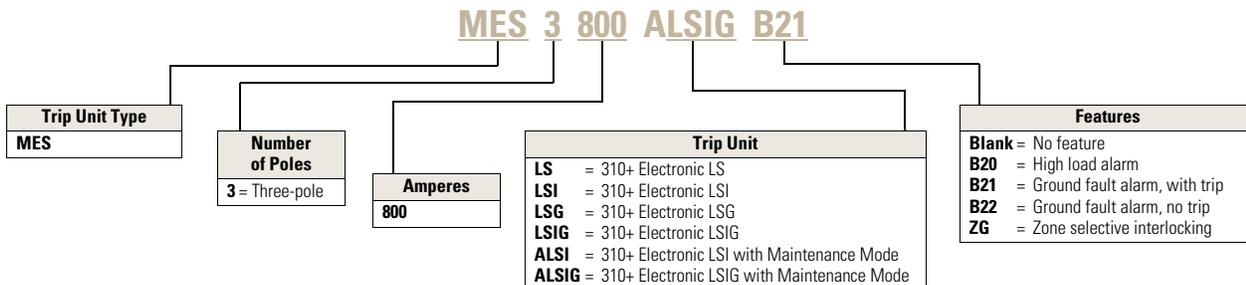 MES 3 800 ALSIG B21
Trip Unit Type
MES
Number
of Poles
3 = Three-pole
Amperes
800
Trip Unit
LS = 310+ Electronic LS
LSI = 310+ Electronic LSI
LSG = 310+ Electronic LSG
LSIG = 310+ Electronic LSIG
ALSI = 310+ Electronic LSI with Maintenance Mode
ALSIG = 310+ Electronic LSIG with Maintenance Mode
Features
Blank = No feature
B20 = High load alarm
B21 = Ground fault alarm, with trip
B22 = Ground fault alarm, no trip
ZG = Zone selective interlocking